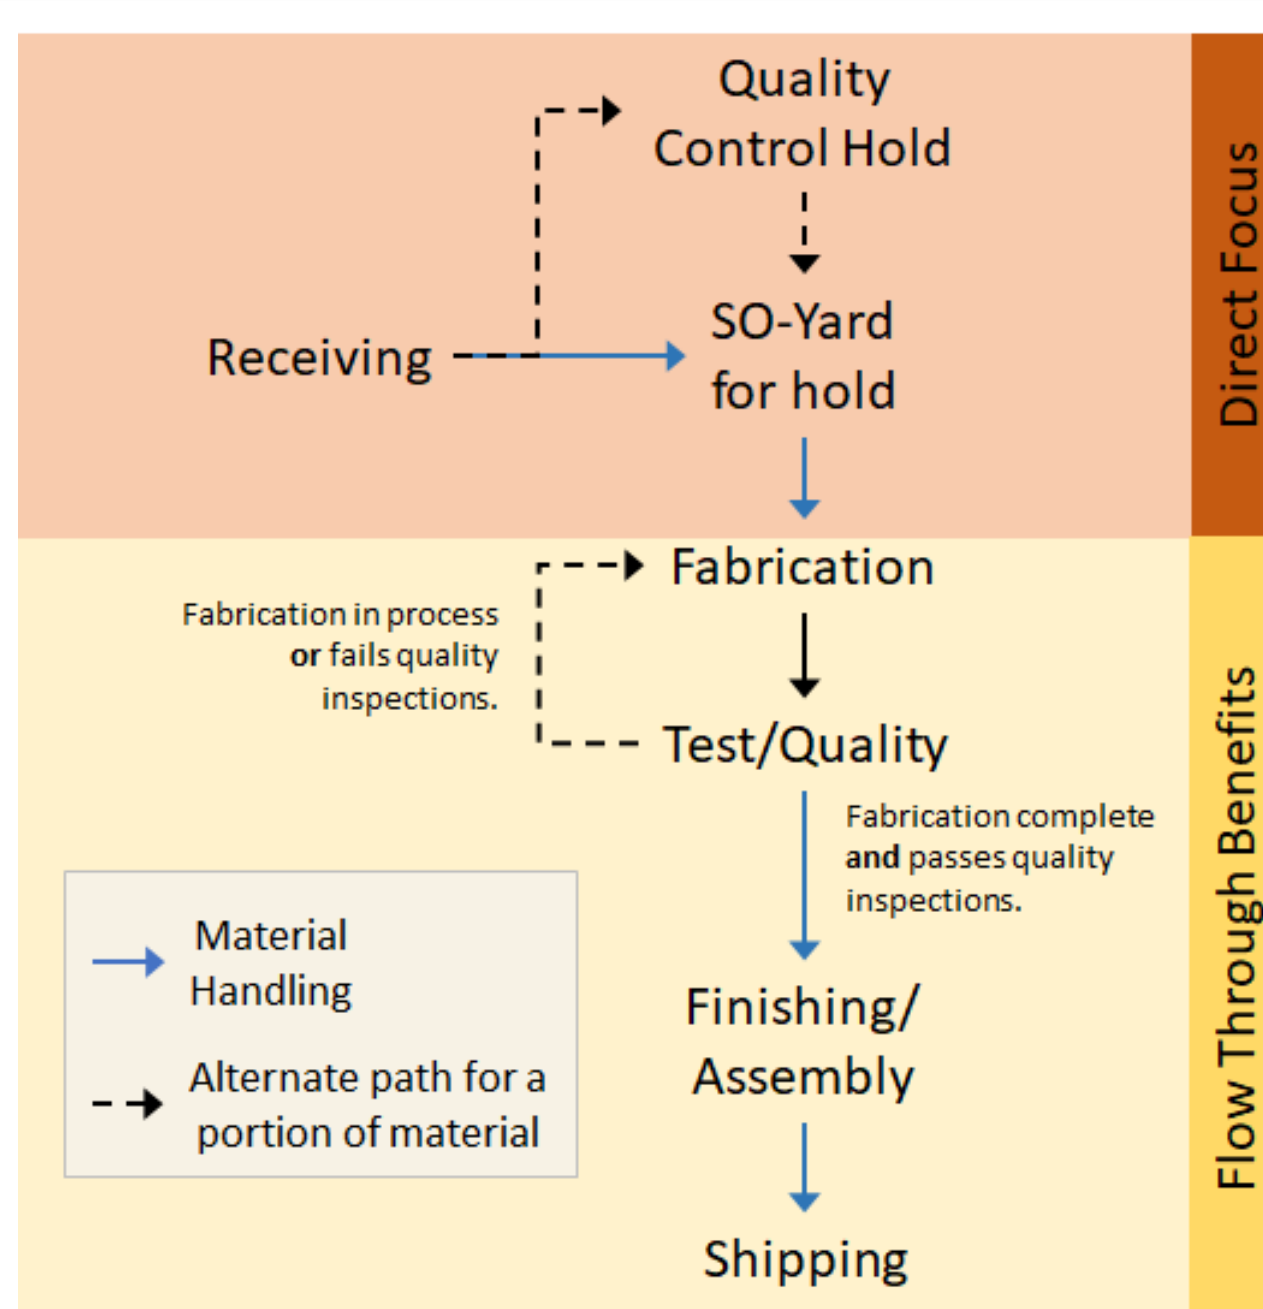 Quality
Control Hold
SO-Yard
for hold
Receiving
Direct Focus
Fabrication
Fabrication in process
or fails quality
inspections.
Test/Quality
Fabrication complete
and passes quality
inspections.
Finishing/
Assembly
Shipping
Flow Through Benefits
Material
Handling
Alternate path for a
portion of material